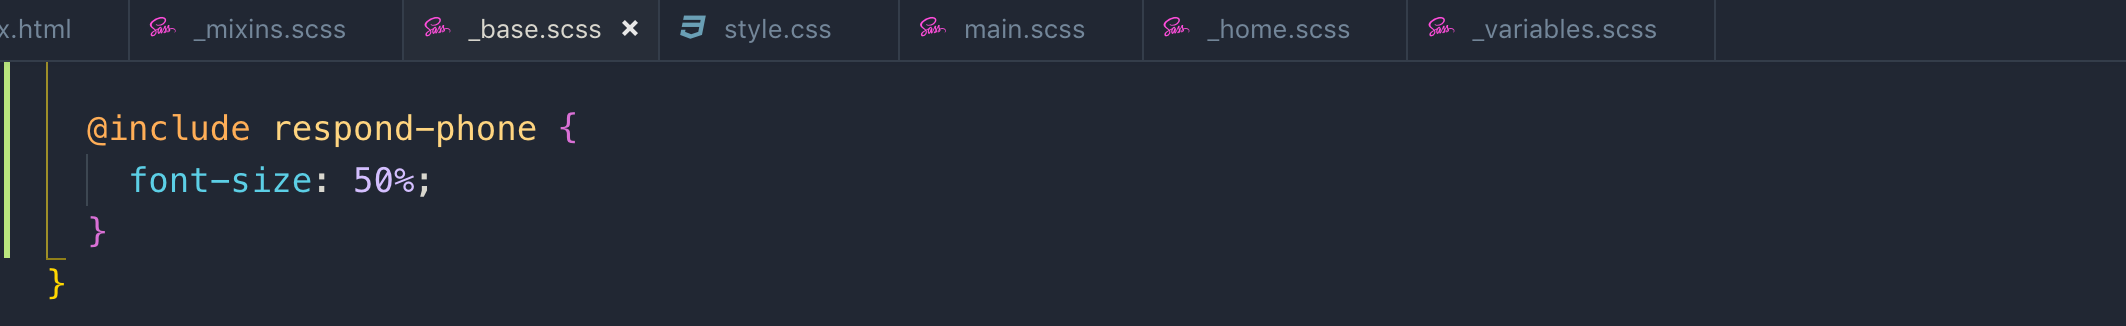 x.html _mixins.scss _base.scss × style.css main.scss _home.scss _variables.scss
@include respond-phone {
font-size: 50%;
}
}